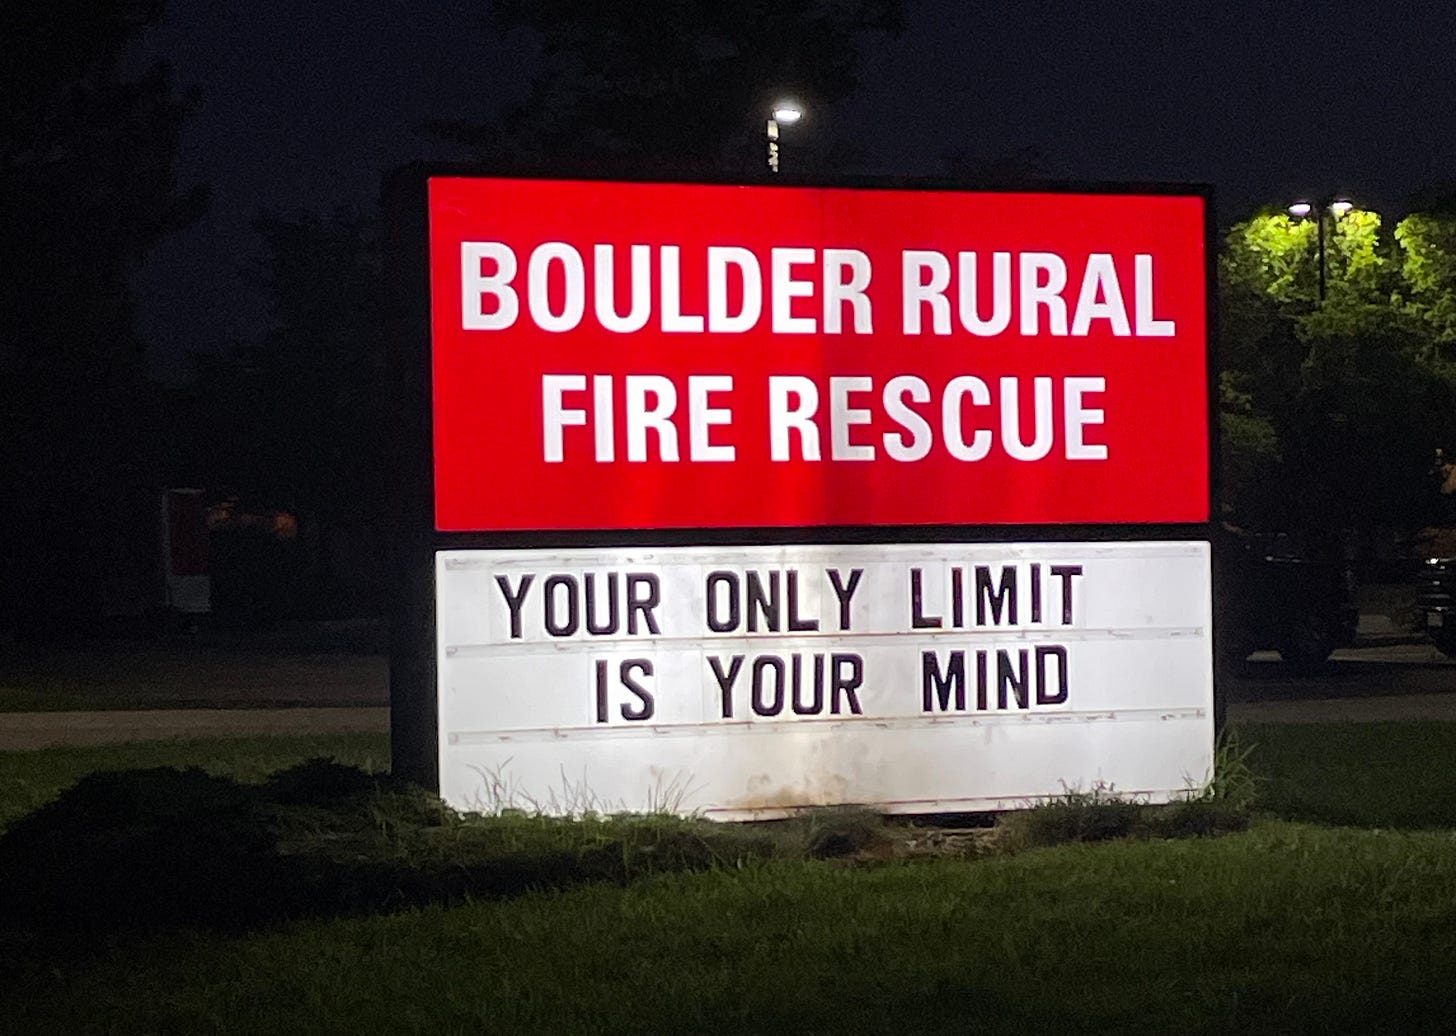 BOULDER RURAL
FIRE RESCUE
YOUR ONLY LIMIT
IS YOUR MIND